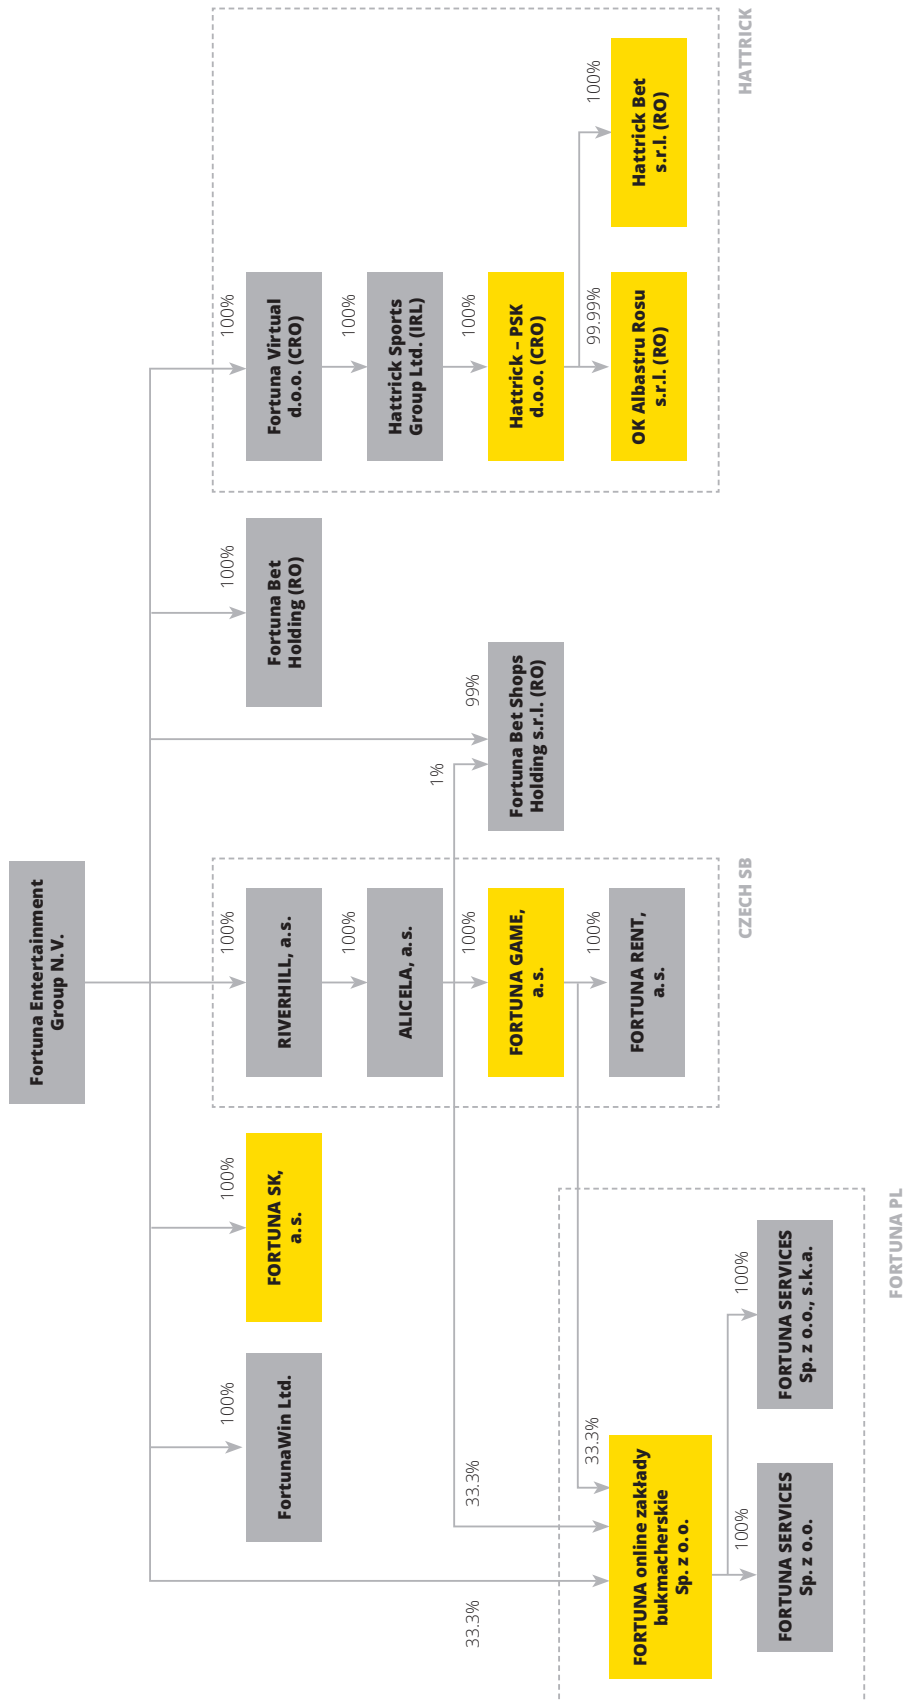 Fortuna Entertainment
Group N.V.
100%
FortunaWin Ltd.
100%
FORTUNA SK,
a.s.
100%
RIVERHILL, a.s.
100%
Fortuna Bet
Holding (RO)
100%
Fortuna Virtual
d.o.o. (CRO)
100%
ALICELA, a.s.
100%
Hattrick Sports
Group Ltd. (IRL)
33.3%
33.3%
100%
FORTUNA GAME,
a.s.
1%
99%
Fortuna Bet Shops
Holding s.r.l. (RO)
100%
Hattrick – PSK
d.o.o. (CRO)
33.3%
FORTUNA online zakłady
bukmacherskie
Sp. z o.o.
100%
FORTUNA RENT,
a.s.
99.99%
OK Albastru Rosu
s.r.l. (RO)
100%
Hattrick Bet
s.r.l. (RO)
CZECH SB
HATTRICK
100%
FORTUNA SERVICES
Sp. z o.o.
100%
FORTUNA SERVICES
Sp. z o.o., s.k.a.
FORTUNA PL